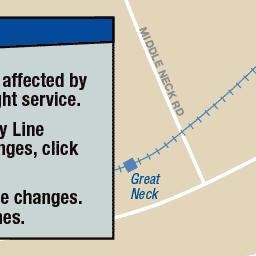 affected by
ght service.
y Line
nges, click
e changes.
nes.
MIDDLE NECK RD
Great
Neck